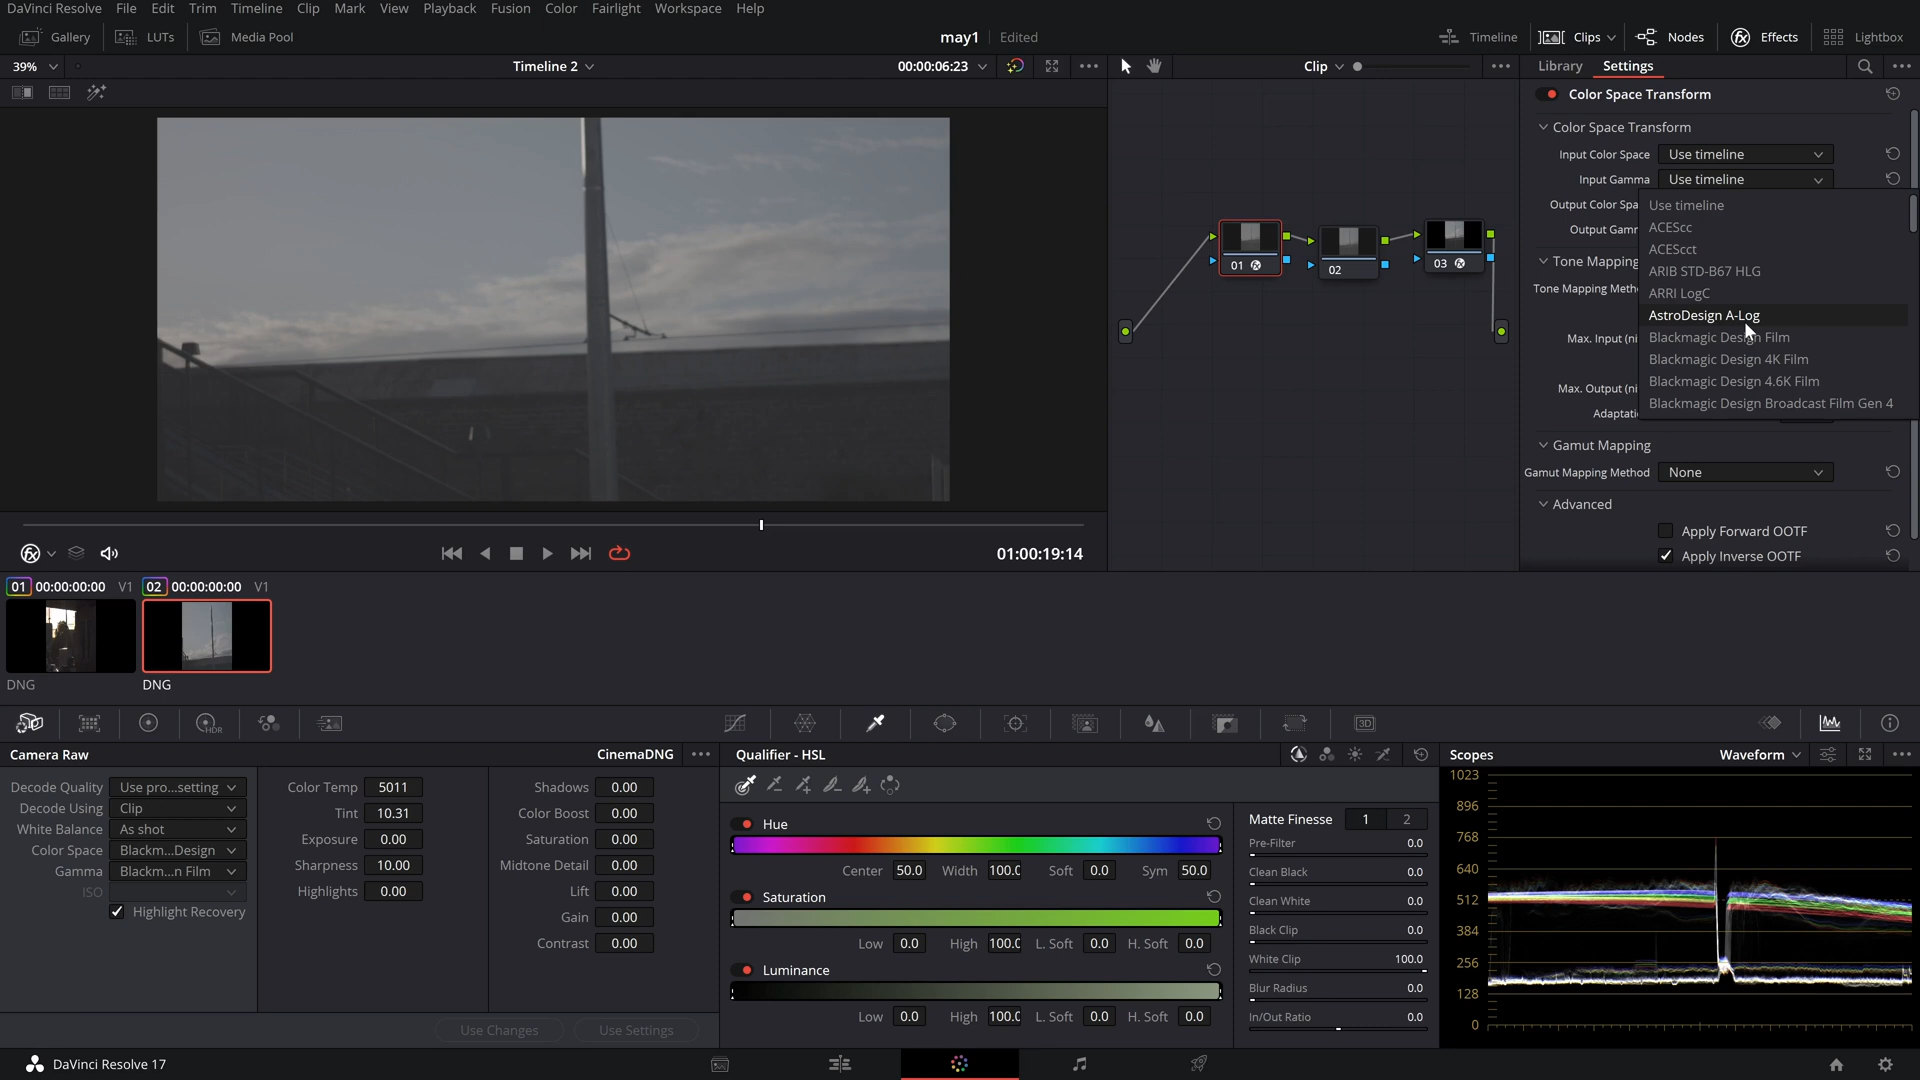 DaVinci Resolve File Edit Trim Timeline Clip Mark View Playback Fusion Color Fairlight Workspace Help
Gallery LUTs Media Pool may1 Edited Timeline Clips Nodes Effects Lightbox
39% Timeline 2 00:00:06:23 Clip Library Settings
Color Space Transform
Color Space Transform
Input Color Space Use timeline
Input Gamma Use timeline
Output Color Spa
Use timeline
ACEScc
Output Gamm
ACEScct
Tone Mapping
ARIB STD-B67 HLG
Tone Mapping Metho
ARRI LogC
AstroDesign A-Log
Max. Input (ni
Blackmagic Design Film
Blackmagic Design 4K Film
Max. Output (ni
Blackmagic Design 4.6K Film
Adaptati
Blackmagic Design Broadcast Film Gen 4
Gamut Mapping
Gamut Mapping Method None
Advanced
Apply Forward OOTF
Apply Inverse OOTF
01 02 03
01:00:19:14
01 00:00:00:00 V1 02 00:00:00:00 V1
DNG DNG
HDR 3D
Camera Raw CinemaDNG
Decode Quality Use pro...setting
Decode Using Clip
White Balance As shot
Color Space Blackm...Design
Gamma Blackm...n Film
ISO
Highlight Recovery
Color Temp 5011
Tint 10.31
Exposure 0.00
Sharpness 10.00
Highlights 0.00
Shadows 0.00
Color Boost 0.00
Saturation 0.00
Midtone Detail 0.00
Lift 0.00
Gain 0.00
Contrast 0.00
Use Changes Use Settings
Qualifier - HSL
Hue
Center 50.0 Width 100.0 Soft 0.0 Sym 50.0
Saturation
Low 0.0 High 100.0 L. Soft 0.0 H. Soft 0.0
Luminance
Low 0.0 High 100.0 L. Soft 0.0 H. Soft 0.0
Matte Finesse 1 2
Pre-Filter 0.0
Clean Black 0.0
Clean White 0.0
Black Clip 0.0
White Clip 100.0
Blur Radius 0.0
In/Out Ratio 0.0
Scopes Waveform
1023
896
768
640
512
384
256
128
0
DaVinci Resolve 17